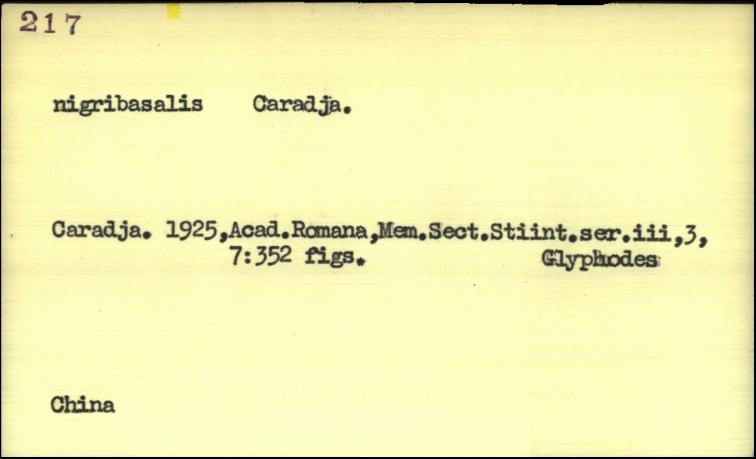 217
nigribasalis Caradja.
Caradja. 1925,Acad.Romana,Mem.Sect.Stiint.ser.iii,3,
7:352 figs. Glyphodes
China